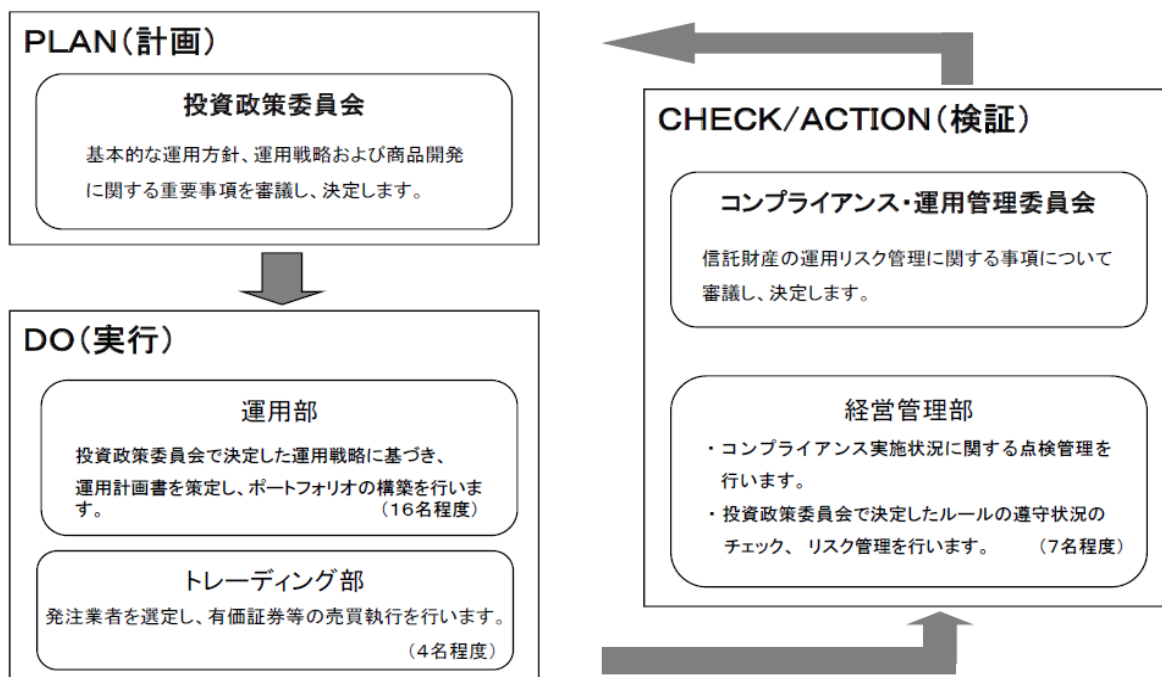 PLAN(計画)
投資政策委員会
基本的な運用方針、運用戦略および商品開発
に関する重要事項を審議し、決定します。
DO(実行)
運用部
投資政策委員会で決定した運用戦略に基づき、
運用計画書を策定し、ポートフォリオの構築を行いま
す。 (16名程度)
トレーディング部
発注業者を選定し、有価証券等の売買執行を行います。
(4名程度)
CHECK/ACTION(検証)
コンプライアンス・運用管理委員会
信託財産の運用リスク管理に関する事項について
審議し、決定します。
経営管理部
・コンプライアンス実施状況に関する点検管理を
行います。
・投資政策委員会で決定したルールの遵守状況の
チェック、リスク管理を行います。 (7名程度)